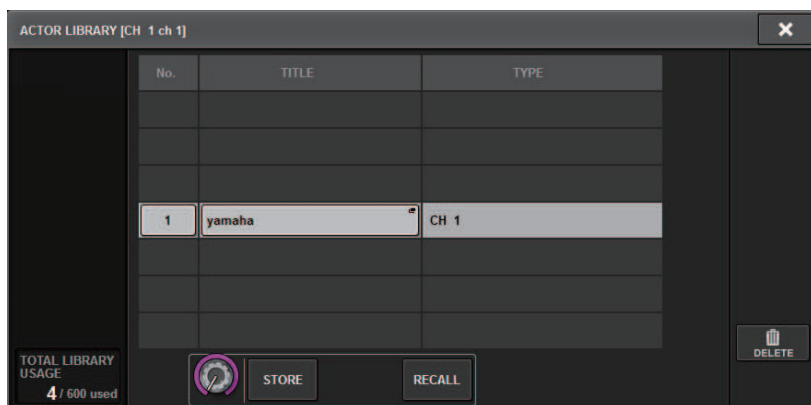 ACTOR LIBRARY [CH 1 ch 1]
No. TITLE TYPE
1 yamaha CH 1
DELETE
TOTAL LIBRARY
USAGE
4 / 600 used
STORE RECALL